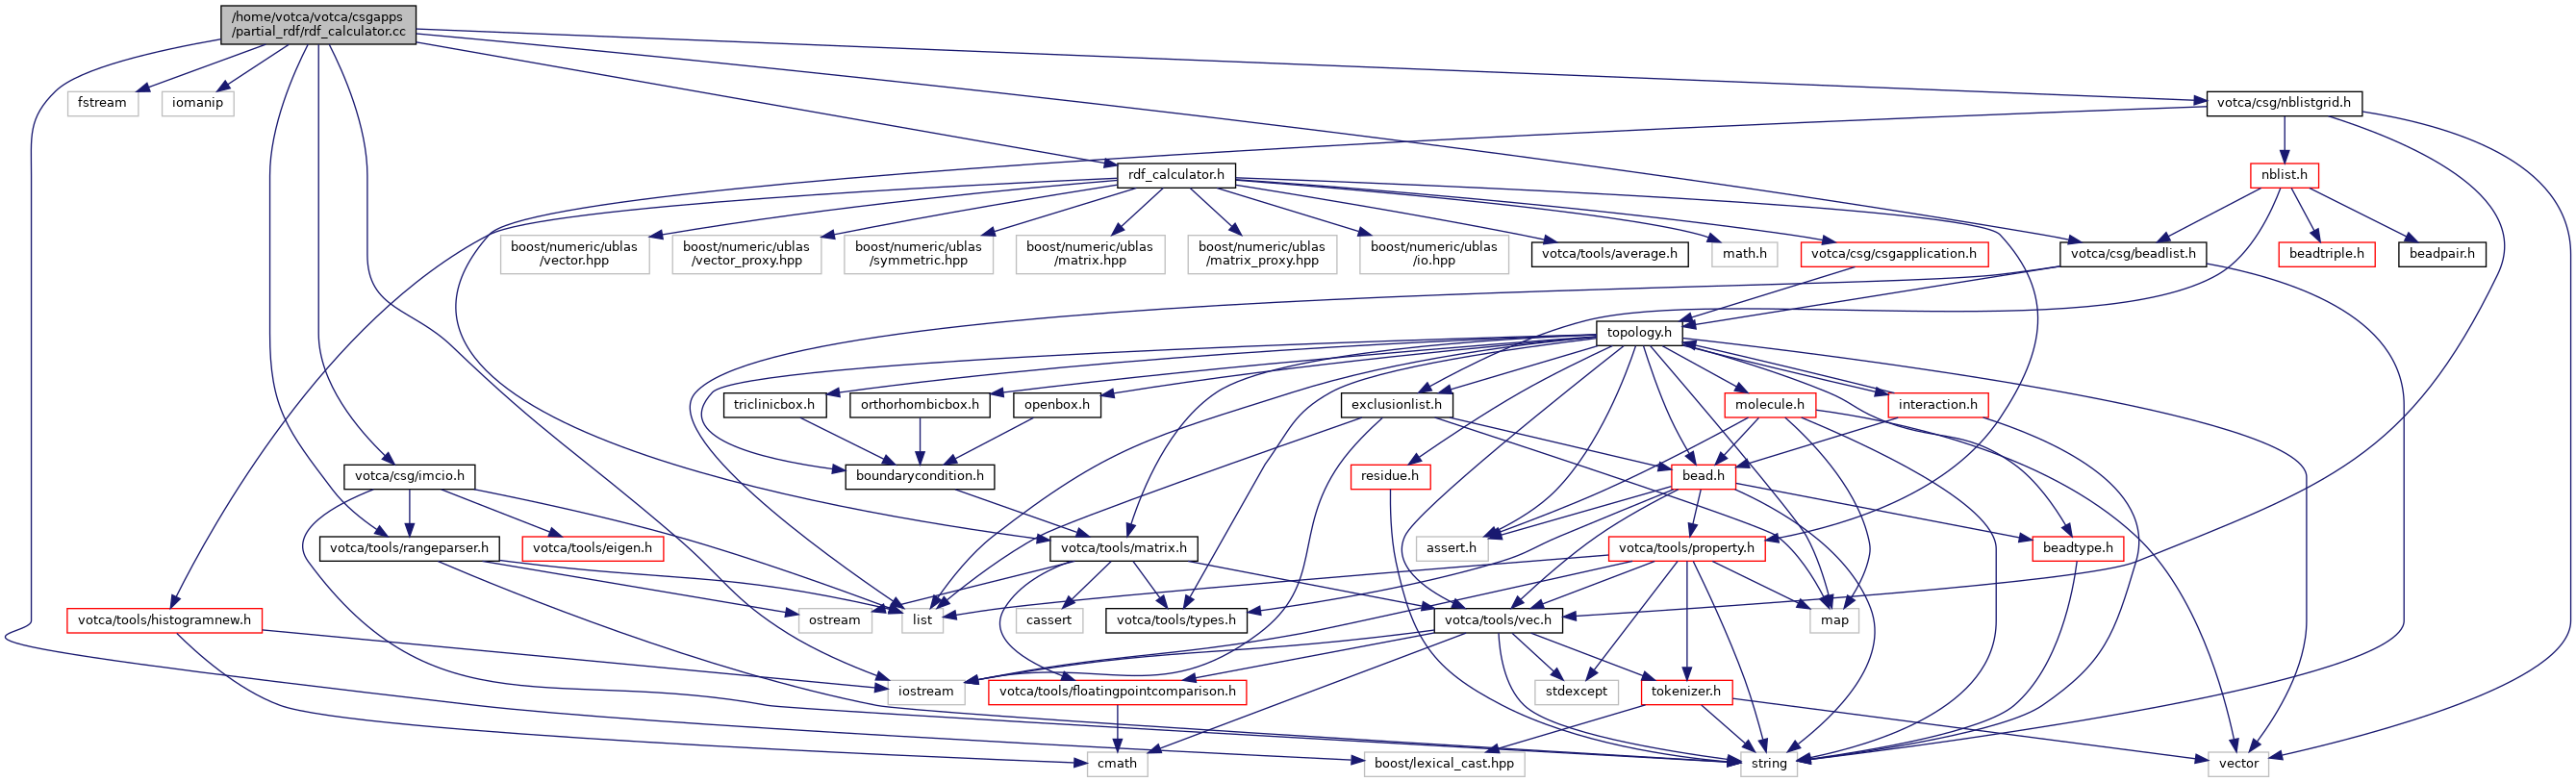 /home/votca/votca/csgapps
/partial_rdf/rdf_calculator.cc
fstream
iomanip
votca/csg/nblistgrid.h
rdf_calculator.h
nblist.h
boost/numeric/ublas
/vector.hpp
boost/numeric/ublas
/vector_proxy.hpp
boost/numeric/ublas
/symmetric.hpp
boost/numeric/ublas
/matrix.hpp
boost/numeric/ublas
/matrix_proxy.hpp
boost/numeric/ublas
/io.hpp
votca/tools/average.h
math.h
votca/csg/csgapplication.h
votca/csg/beadlist.h
beadtriple.h
beadpair.h
topology.h
triclinicbox.h
orthorhombicbox.h
openbox.h
exclusionlist.h
molecule.h
interaction.h
votca/csg/imcio.h
boundarycondition.h
residue.h
bead.h
votca/tools/rangeparser.h
votca/tools/eigen.h
votca/tools/matrix.h
assert.h
votca/tools/property.h
beadtype.h
votca/tools/histogramnew.h
ostream
list
cassert
votca/tools/types.h
votca/tools/vec.h
map
iostream
votca/tools/floatingpointcomparison.h
stdexcept
tokenizer.h
cmath
boost/lexical_cast.hpp
string
vector